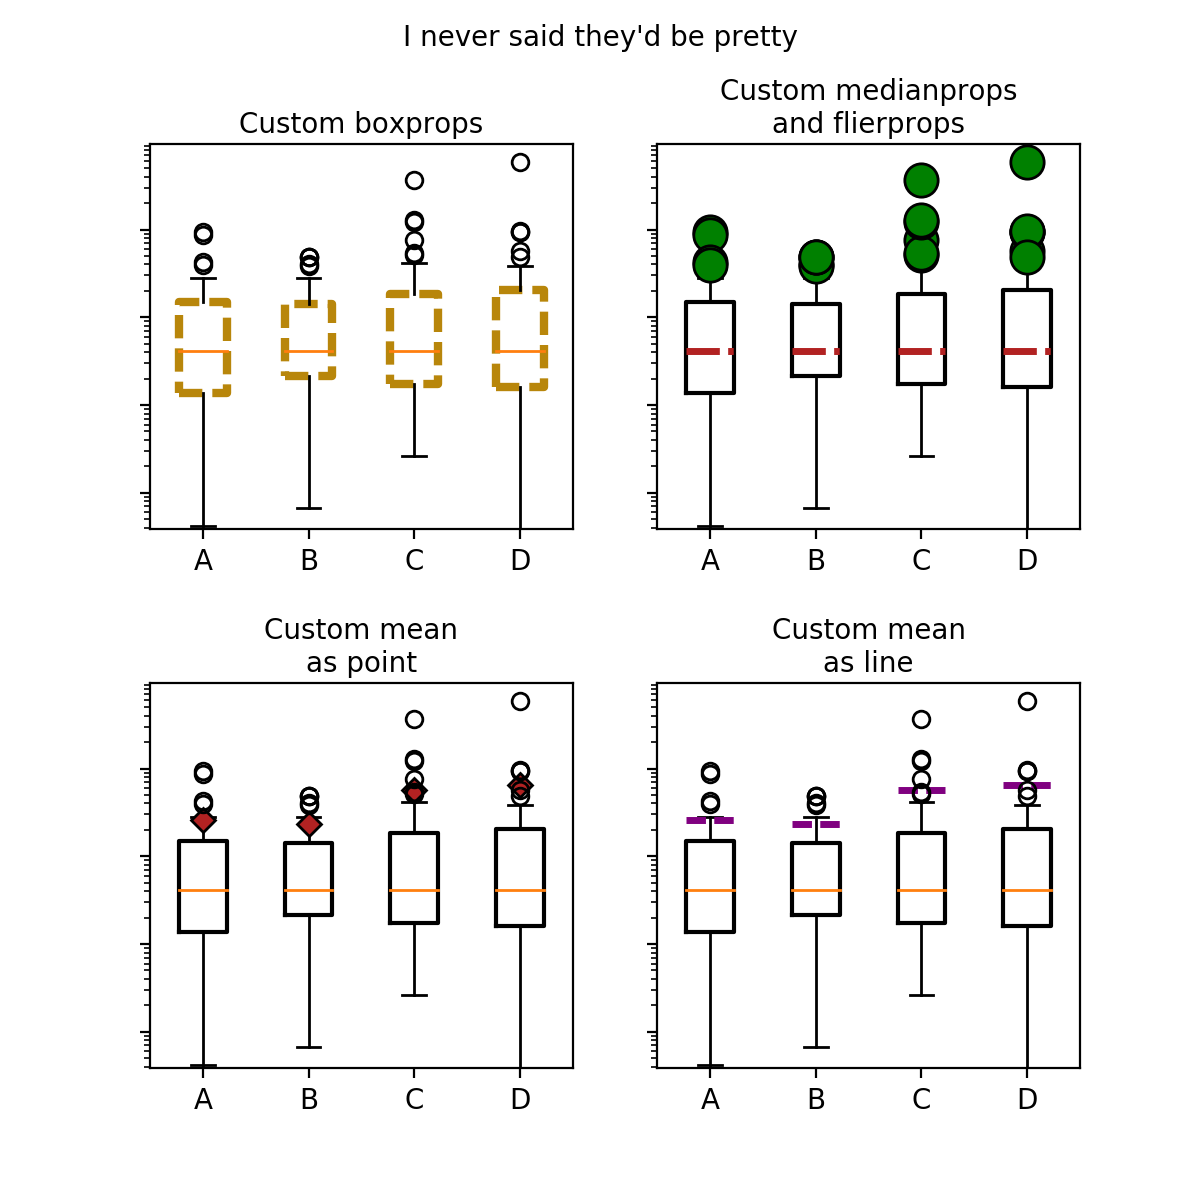 I never said they'd be pretty
Custom boxprops
Custom medianprops
and flierprops
A B C D
A B C D
Custom mean
as point
Custom mean
as line
A B C D
A B C D